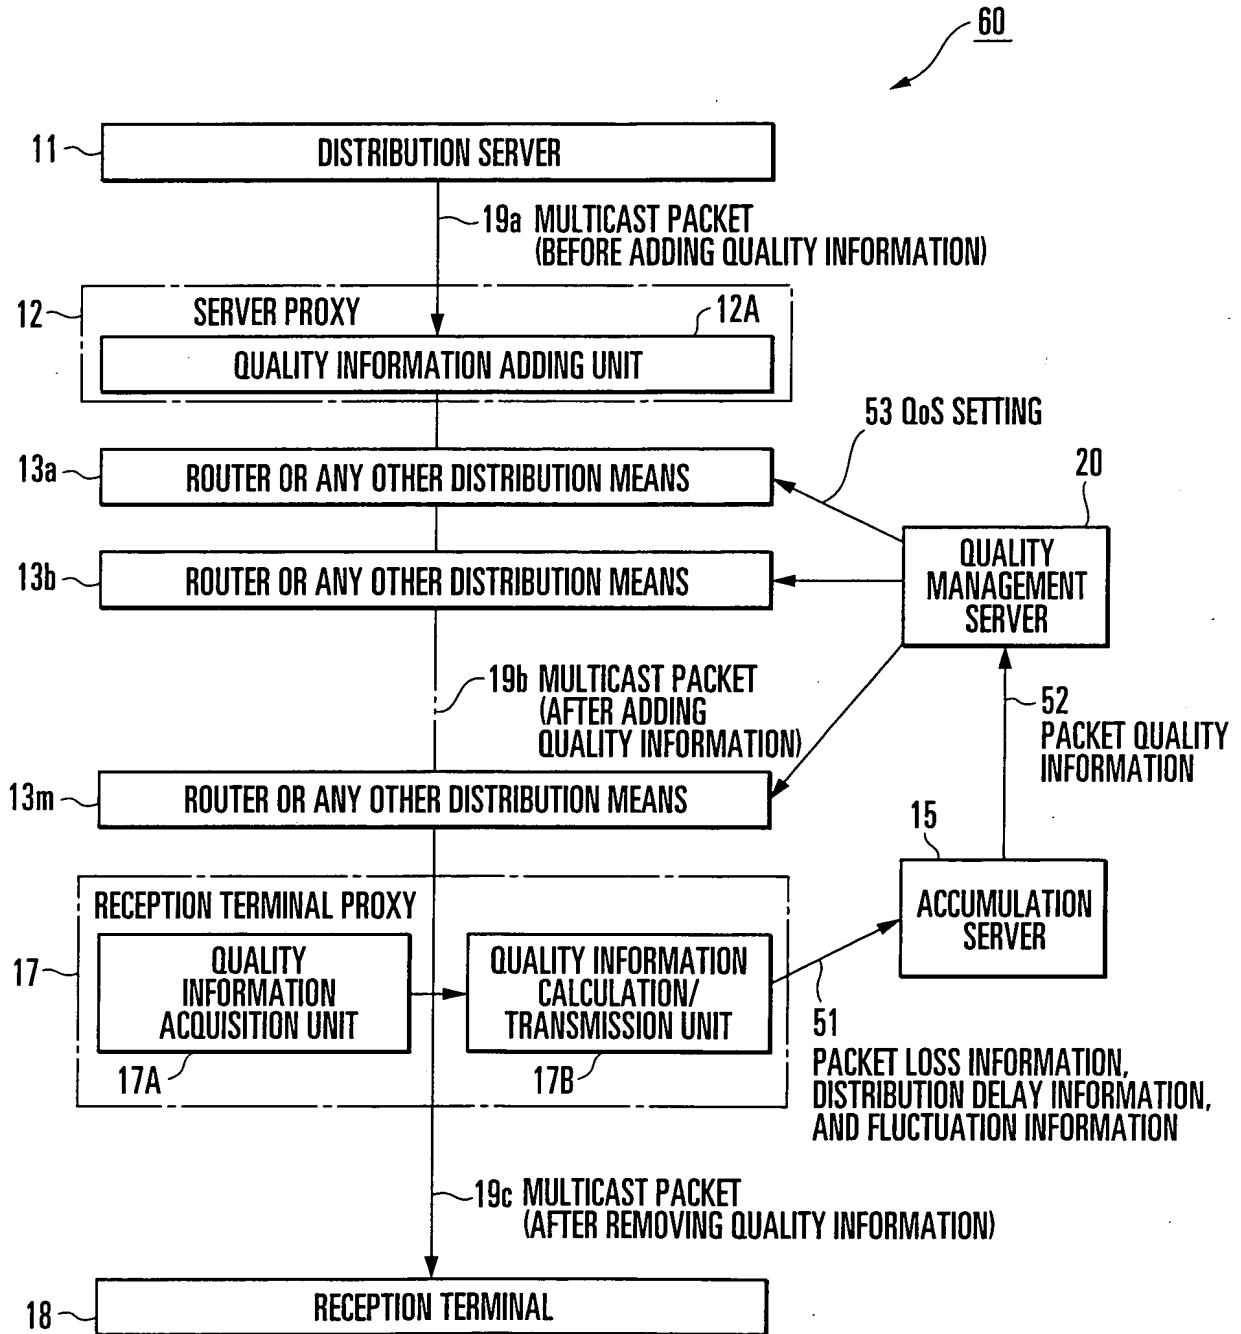 60
11
DISTRIBUTION SERVER
19a MULTICAST PACKET
(BEFORE ADDING QUALITY INFORMATION)
12
SERVER PROXY
12A
QUALITY INFORMATION ADDING UNIT
53 QoS SETTING
13a
ROUTER OR ANY OTHER DISTRIBUTION MEANS
20
13b
ROUTER OR ANY OTHER DISTRIBUTION MEANS
QUALITY
MANAGEMENT
SERVER
19b MULTICAST PACKET
(AFTER ADDING
QUALITY INFORMATION)
52
PACKET QUALITY
INFORMATION
13m
ROUTER OR ANY OTHER DISTRIBUTION MEANS
15
ACCUMULATION
SERVER
RECEPTION TERMINAL PROXY
17
QUALITY
INFORMATION
ACQUISITION UNIT
17A
QUALITY INFORMATION
CALCULATION/
TRANSMISSION UNIT
17B
51
PACKET LOSS INFORMATION,
DISTRIBUTION DELAY INFORMATION,
AND FLUCTUATION INFORMATION
19c MULTICAST PACKET
(AFTER REMOVING QUALITY INFORMATION)
18
RECEPTION TERMINAL